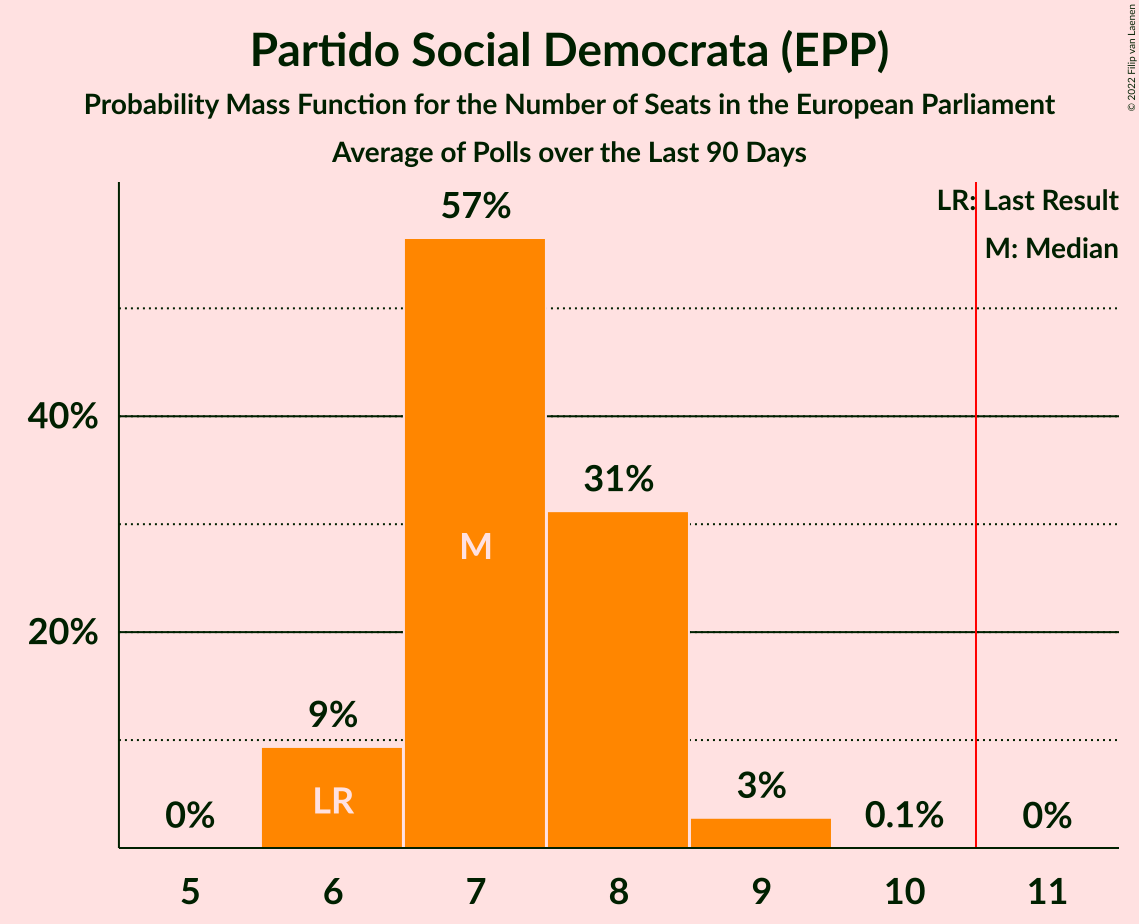 Partido Social Democrata (EPP)
Probability Mass Function for the Number of Seats in the European Parliament
Average of Polls over the Last 90 Days
© 2022 Filip van Laenen
LR: Last Result
M: Median
57%
40%
31%
M
20%
9%
LR
3%
0%
0.1%
0%
5 6 7 8 9 10 11